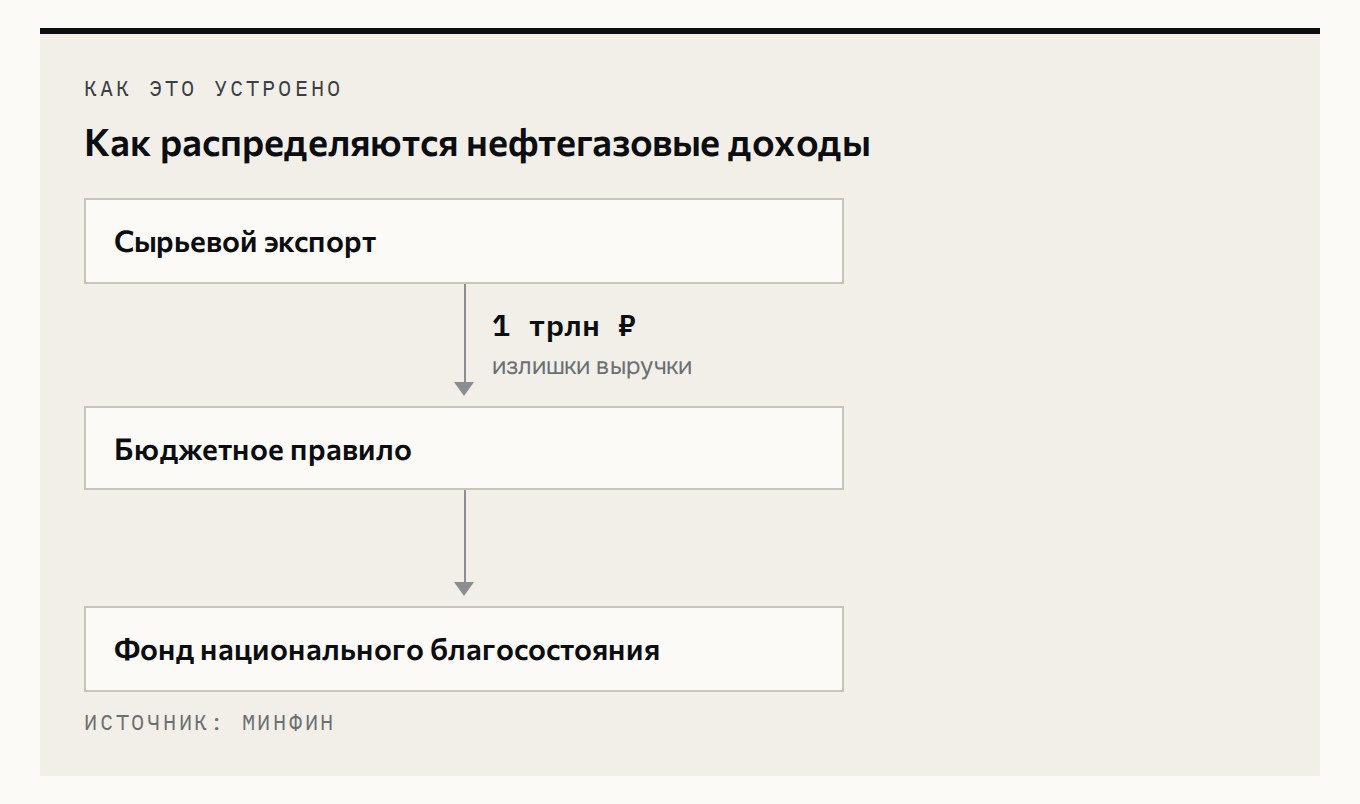 КАК ЭТО УСТРОЕНО
Как распределяются нефтегазовые доходы
Сырьевой экспорт
1 трлн ₽
излишки выручки
Бюджетное правило
Фонд национального благосостояния
ИСТОЧНИК: МИНФИН